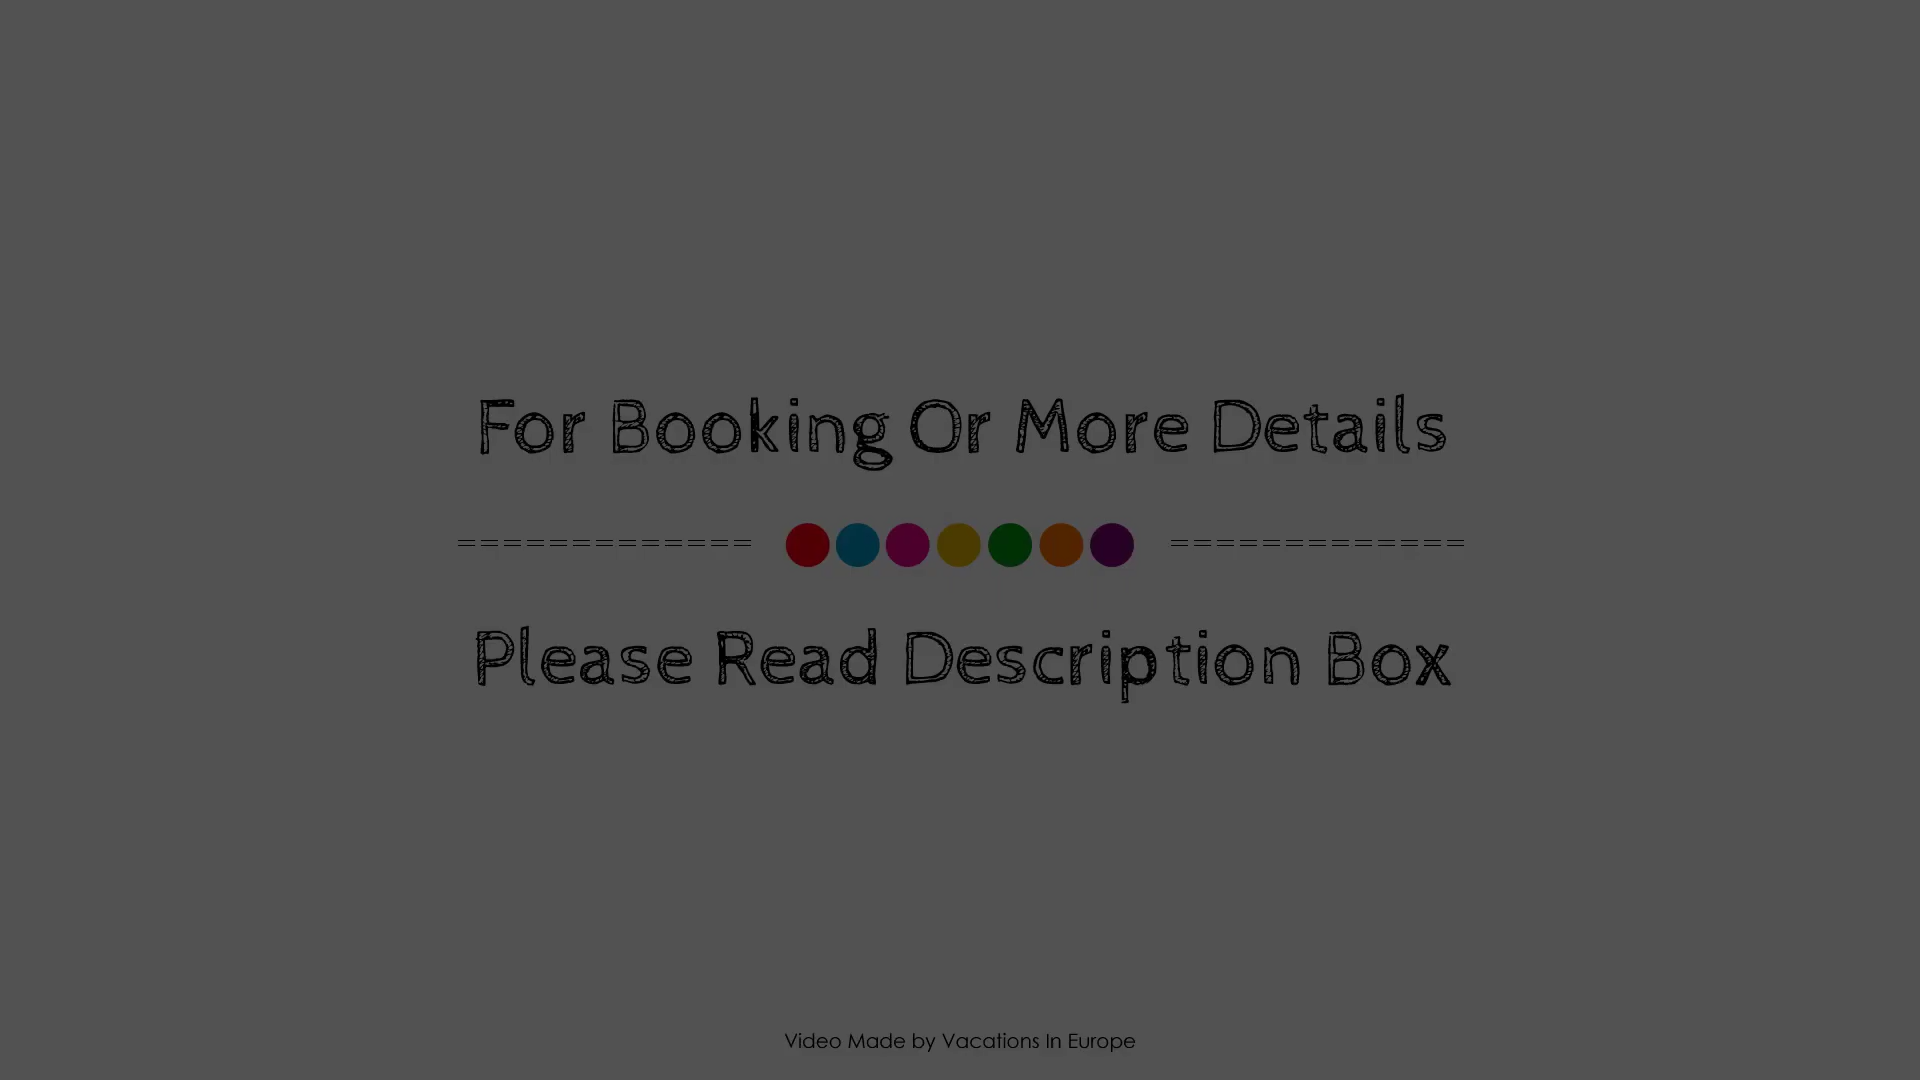 For Booking Or More Details
============= =============
Please Read Description Box
Video Made by Vacations In Europe